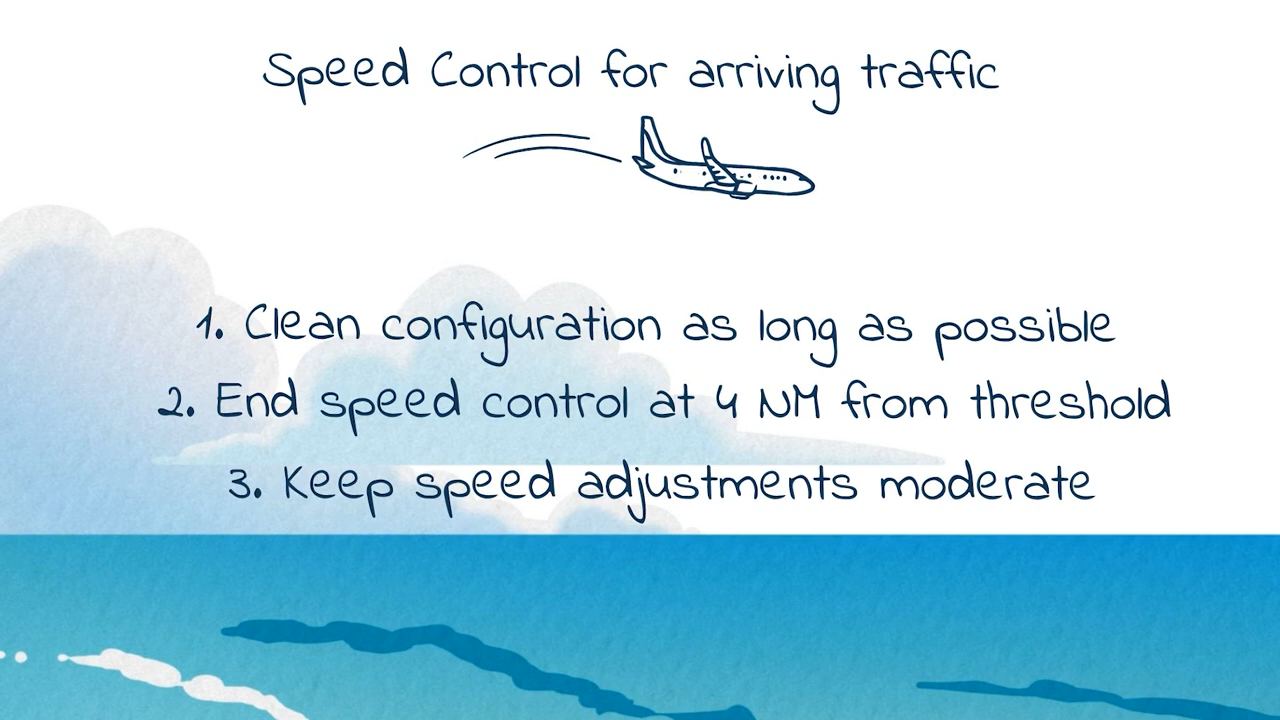 Speed Control for arriving traffic
1. Clean configuration as long as possible
2. End speed control at 4 NM from threshold
3. Keep speed adjustments moderate